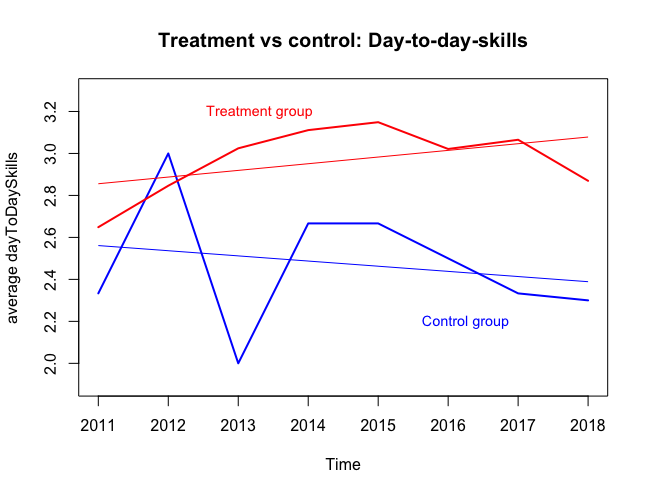 Treatment vs control: Day-to-day-skills
average dayToDaySkills
3.2
3.0
2.8
2.6
2.4
2.2
2.0
Treatment group
Control group
2011 2012 2013 2014 2015 2016 2017 2018
Time